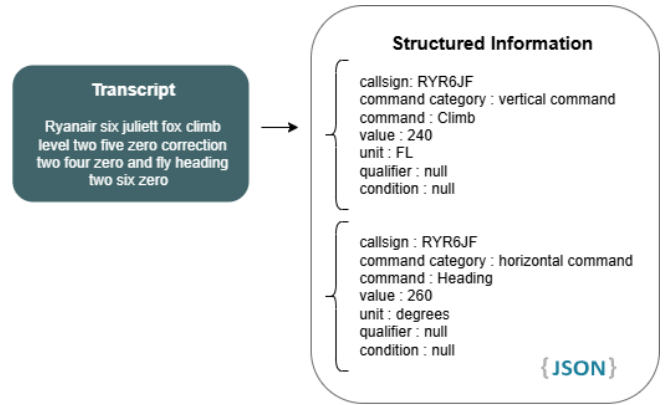 Transcript
Ryanair six juliett fox climb
level two five zero correction
two four zero and fly heading
two six zero
Structured Information
callsign: RYR6JF
command category : vertical command
command : Climb
value : 240
unit : FL
qualifier : null
condition : null
callsign : RYR6JF
command category : horizontal command
command : Heading
value : 260
unit : degrees
qualifier : null
condition : null
{JSON}